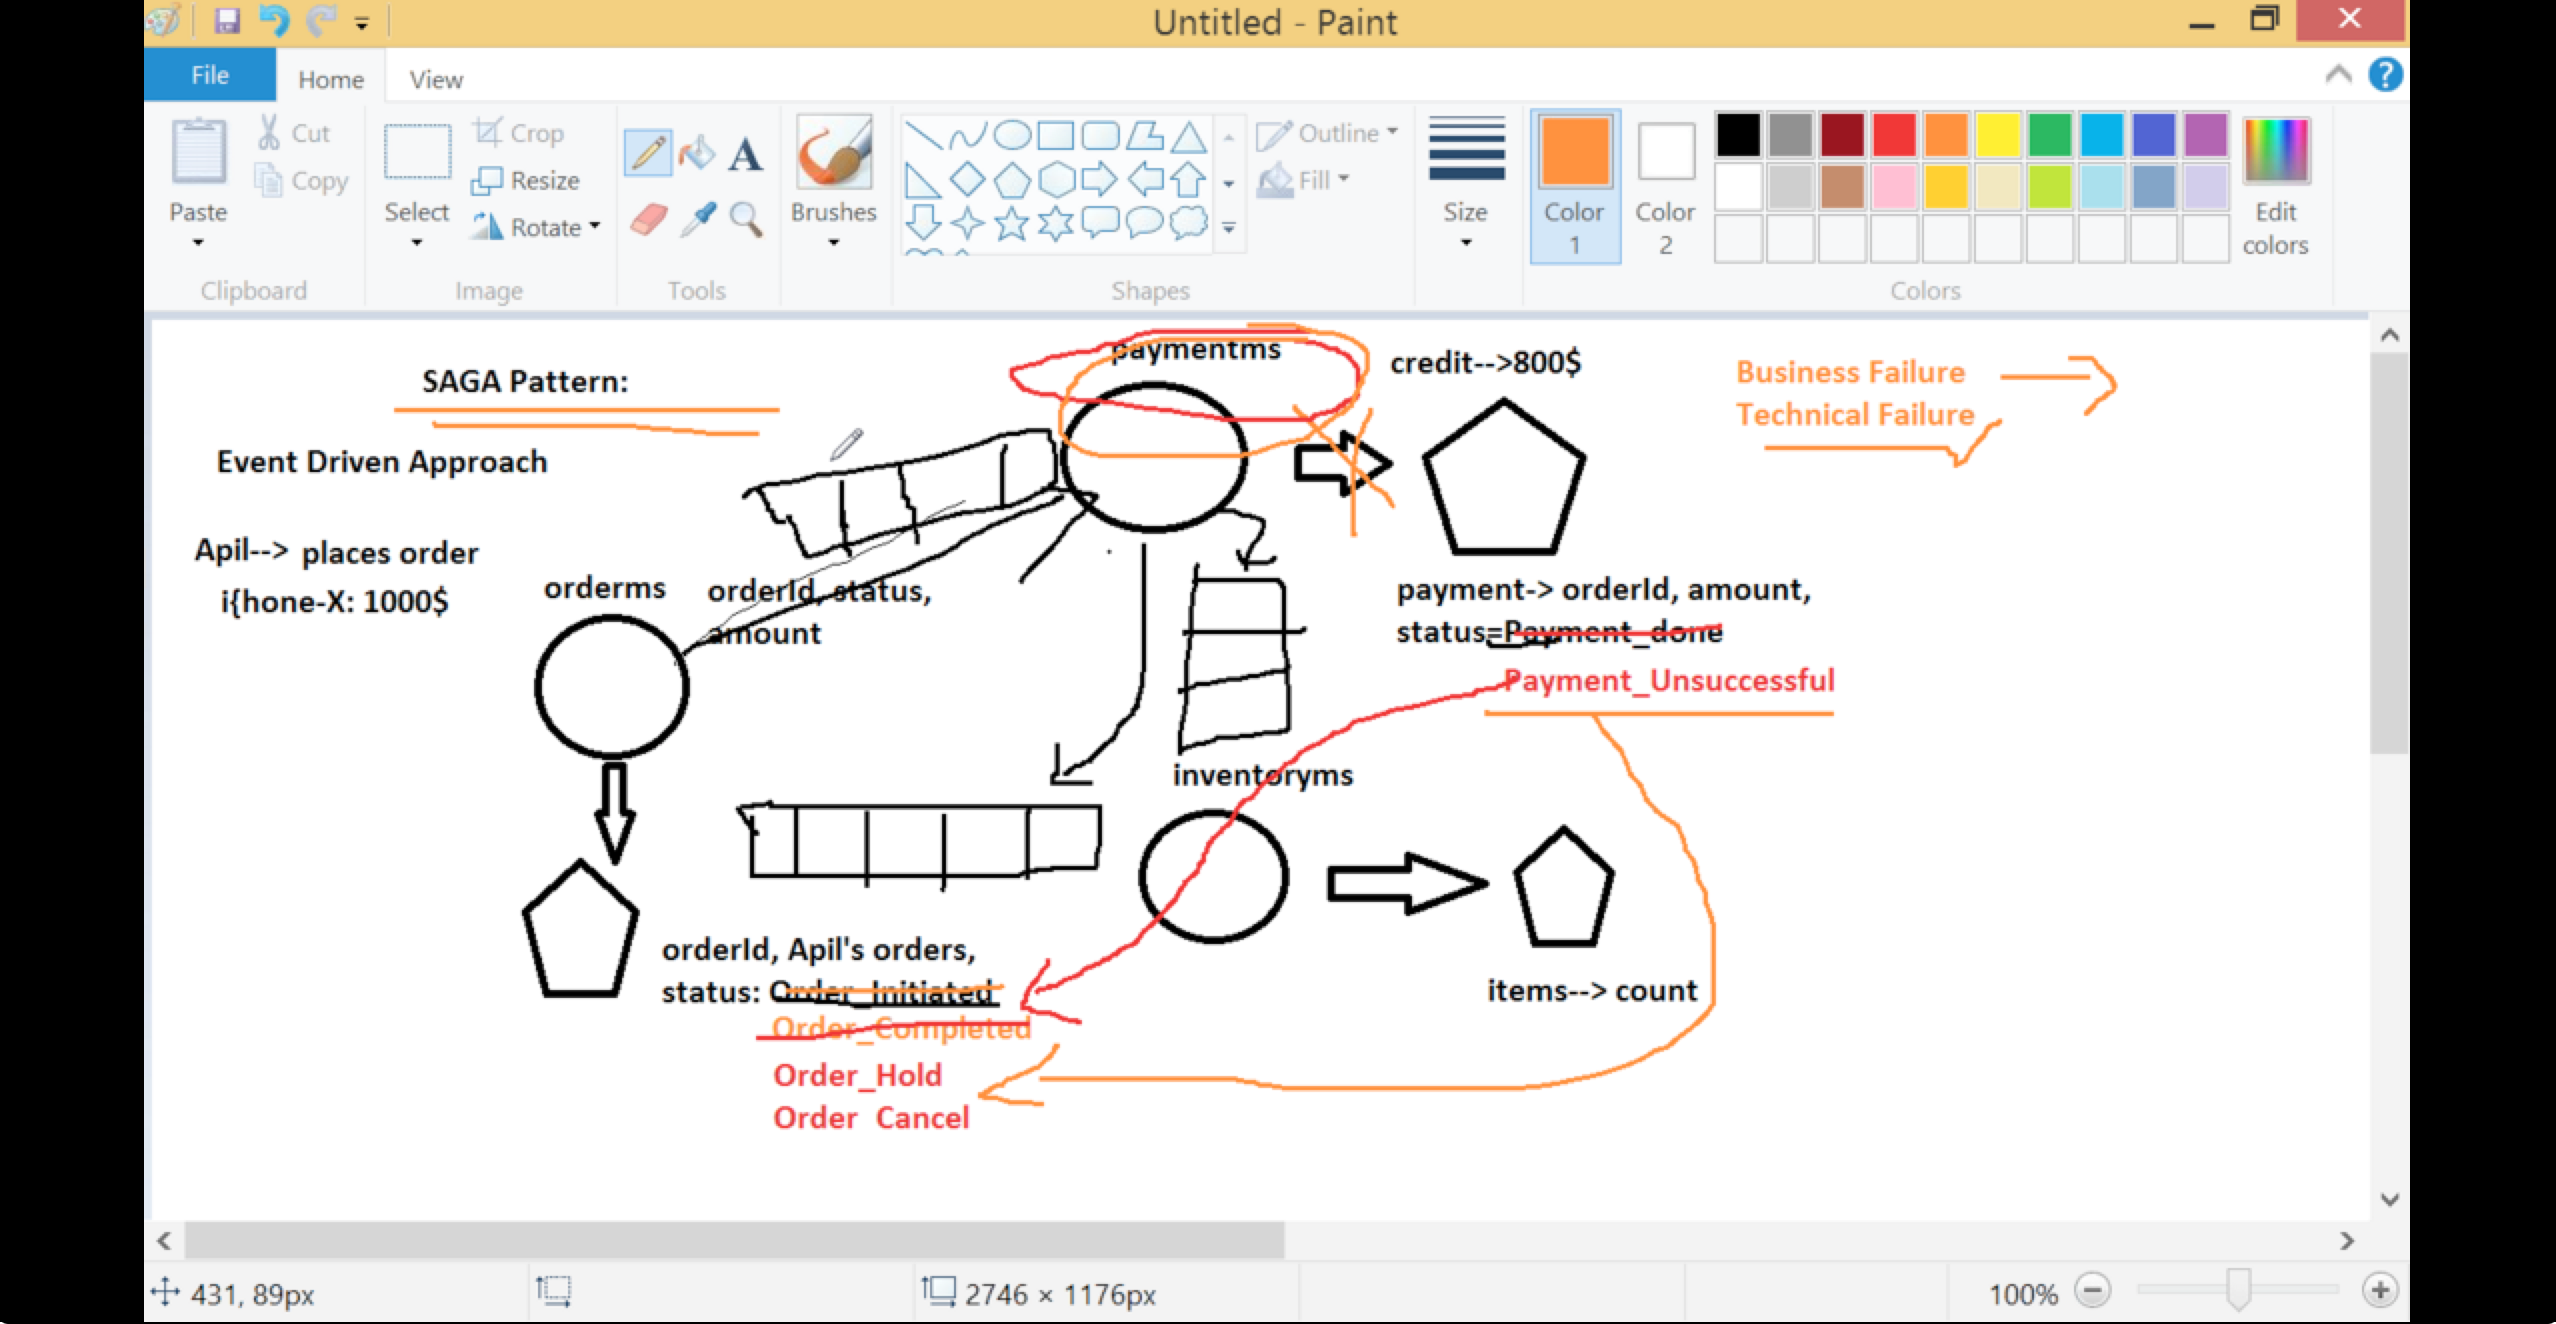 Untitled - Paint
File
Home
View
Paste
Cut
Copy
Clipboard
Select
Crop
Resize
Rotate
Image
A
Tools
Brushes
Shapes
Outline
Fill
Size
Color
1
Color
2
Edit
colors
Colors
?
SAGA Pattern:
Event Driven Approach
Apil--> places order
i{hone-X: 1000$
paymentms
credit-->800$
Business Failure
Technical Failure
orderms
orderId, status,
amount
payment-> orderId, amount,
status=Payment_done
Payment_Unsuccessful
inventoryms
orderId, Apil's orders,
status: Order_Initiated
Order_Completed
Order_Hold
Order Cancel
items--> count
431, 89px
2746 × 1176px
100%